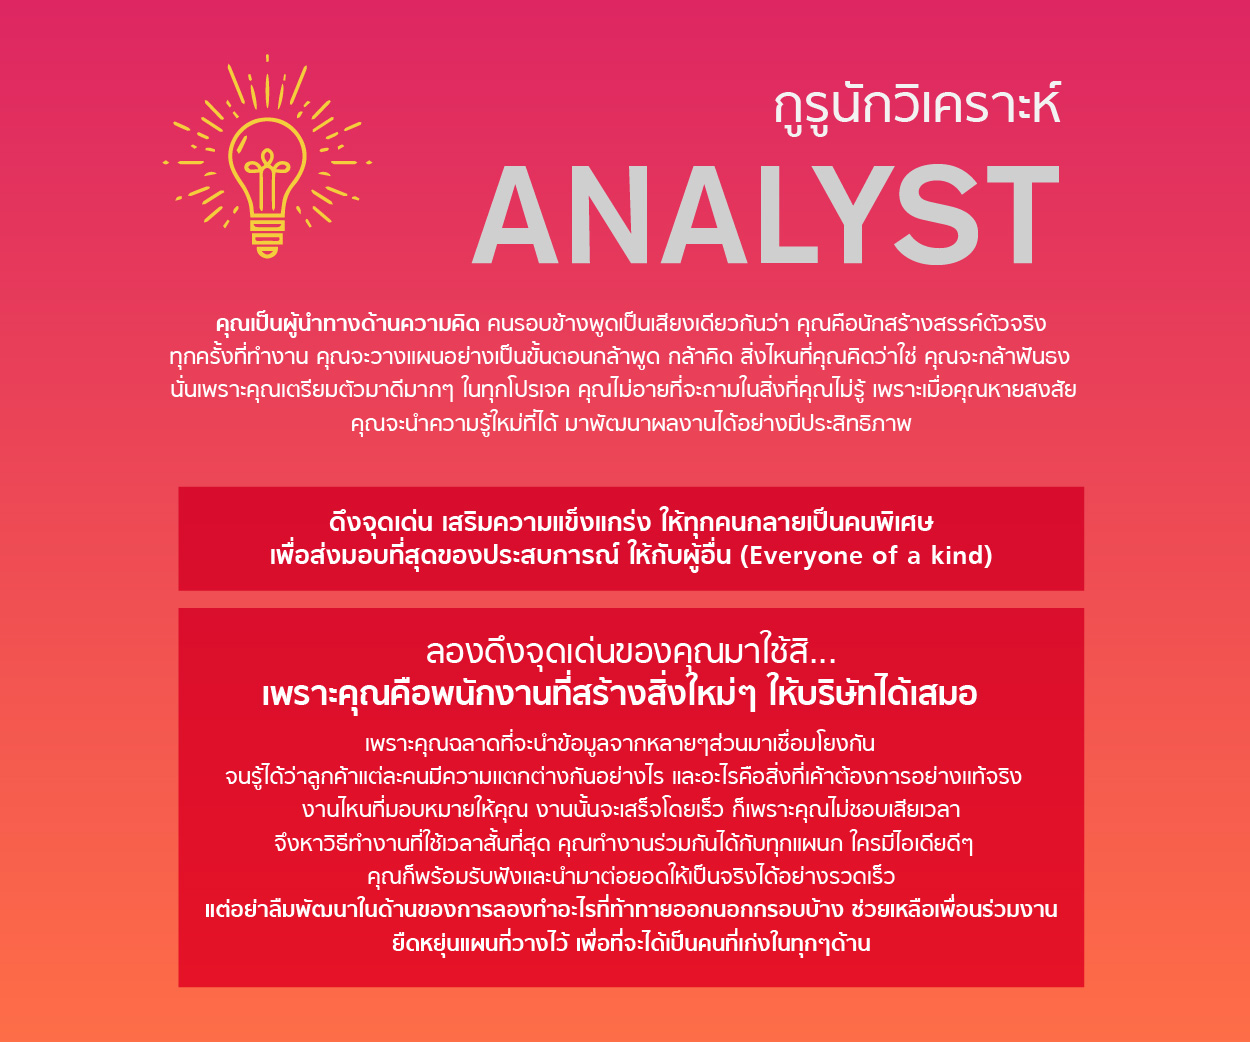 กูรูนักวิเคราะห์
ANALYST
คุณเป็นผู้นำทางด้านความคิด คนรอบข้างพูดเป็นเสียงเดียวกันว่า คุณคือนักสร้างสรรค์ตัวจริง
ทุกครั้งที่ทำงาน คุณจะวางแผนอย่างเป็นขั้นตอนกล้าพูด กล้าคิด สิ่งไหนที่คุณคิดว่าใช่ คุณจะกล้าฟันธง
นั่นเพราะคุณเตรียมตัวมาดีมากๆ ในทุกโปรเจค คุณไม่อายที่จะถามในสิ่งที่คุณไม่รู้ เพราะเมื่อคุณหายสงสัย
คุณจะนำความรู้ใหม่ที่ได้ มาพัฒนาผลงานได้อย่างมีประสิทธิภาพ
ดึงจุดเด่น เสริมความแข็งแกร่ง ให้ทุกคนกลายเป็นคนพิเศษ
เพื่อส่งมอบที่สุดของประสบการณ์ ให้กับผู้อื่น (Everyone of a kind)
ลองดึงจุดเด่นของคุณมาใช้สิ...
เพราะคุณคือพนักงานที่สร้างสิ่งใหม่ๆ ให้บริษัทได้เสมอ
เพราะคุณฉลาดที่จะนำข้อมูลจากหลายๆส่วนมาเชื่อมโยงกัน
จนรู้ได้ว่าลูกค้าแต่ละคนมีความแตกต่างกันอย่างไร และอะไรคือสิ่งที่เค้าต้องการอย่างแท้จริง
งานไหนที่มอบหมายให้คุณ งานนั้นจะเสร็จโดยเร็ว ก็เพราะคุณไม่ชอบเสียเวลา
จึงหาวิธีทำงานที่ใช้เวลาสั้นที่สุด คุณทำงานร่วมกันได้กับทุกแผนก ใครมีไอเดียดีๆ
คุณก็พร้อมรับฟังและนำมาต่อยอดให้เป็นจริงได้อย่างรวดเร็ว
แต่อย่าลืมพัฒนาในด้านของการลองทำอะไรที่ท้าทายออกนอกกรอบบ้าง ช่วยเหลือเพื่อนร่วมงาน
ยืดหยุ่นแผนที่วางไว้ เพื่อที่จะได้เป็นคนที่เก่งในทุกๆด้าน